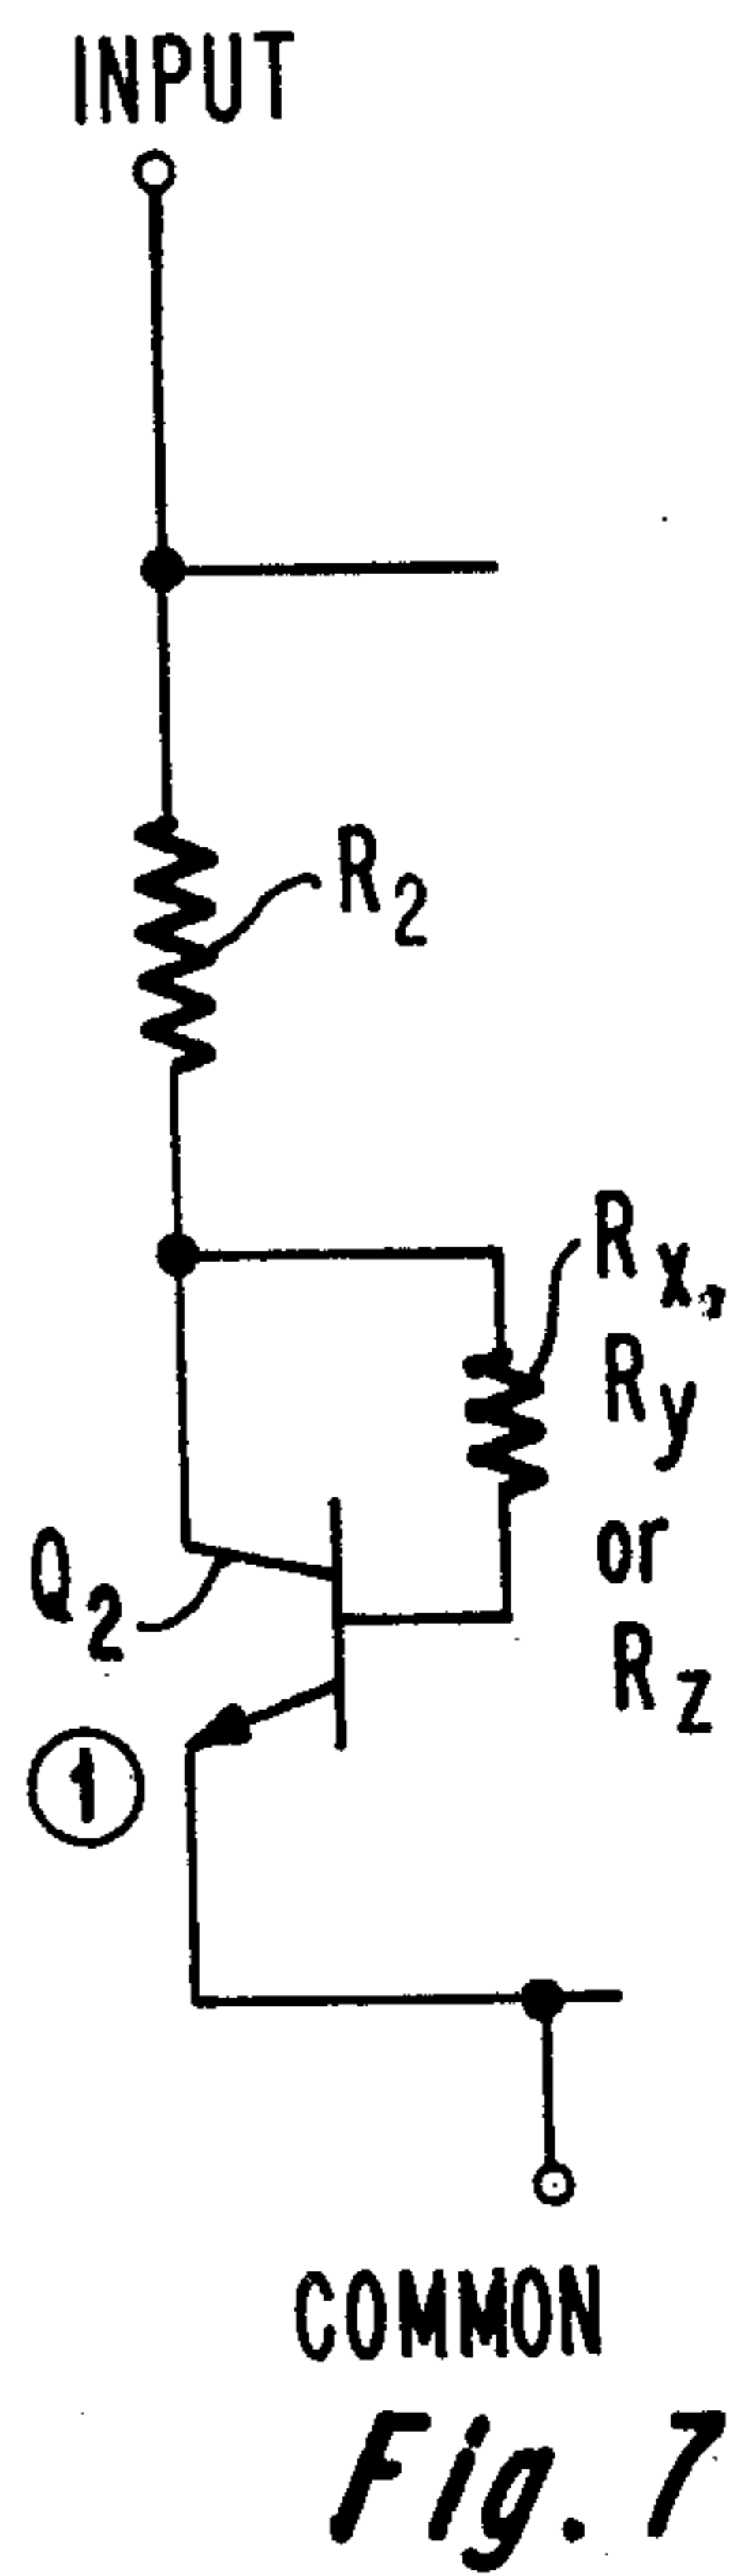 INPUT
R2
Rx,
Ry
or
Rz
Q2
1
COMMON
Fig. 7